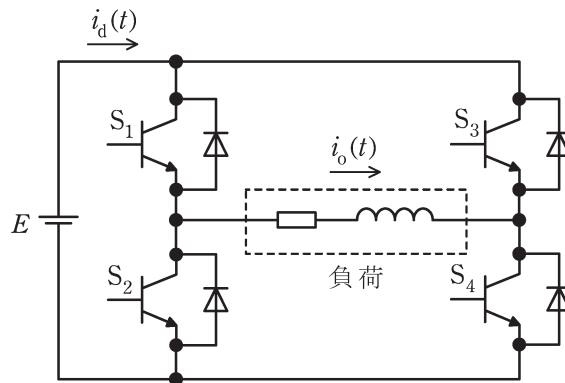 i_d(t)
S_1
S_3
i_o(t)
E
負荷
S_2
S_4